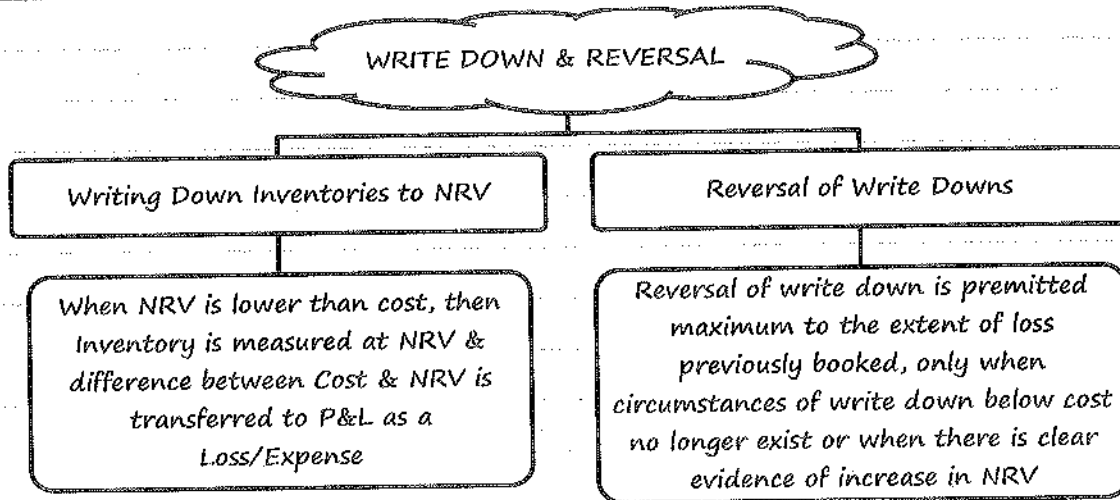 WRITE DOWN & REVERSAL
Writing Down Inventories to NRV
Reversal of Write Downs
When NRV is lower than cost, then
Inventory is measured at NRV &
difference between Cost & NRV is
transferred to P&L as a
Loss/Expense
Reversal of write down is premitted
maximum to the extent of loss
previously booked, only when
circumstances of write down below cost
no longer exist or when there is clear
evidence of increase in NRV